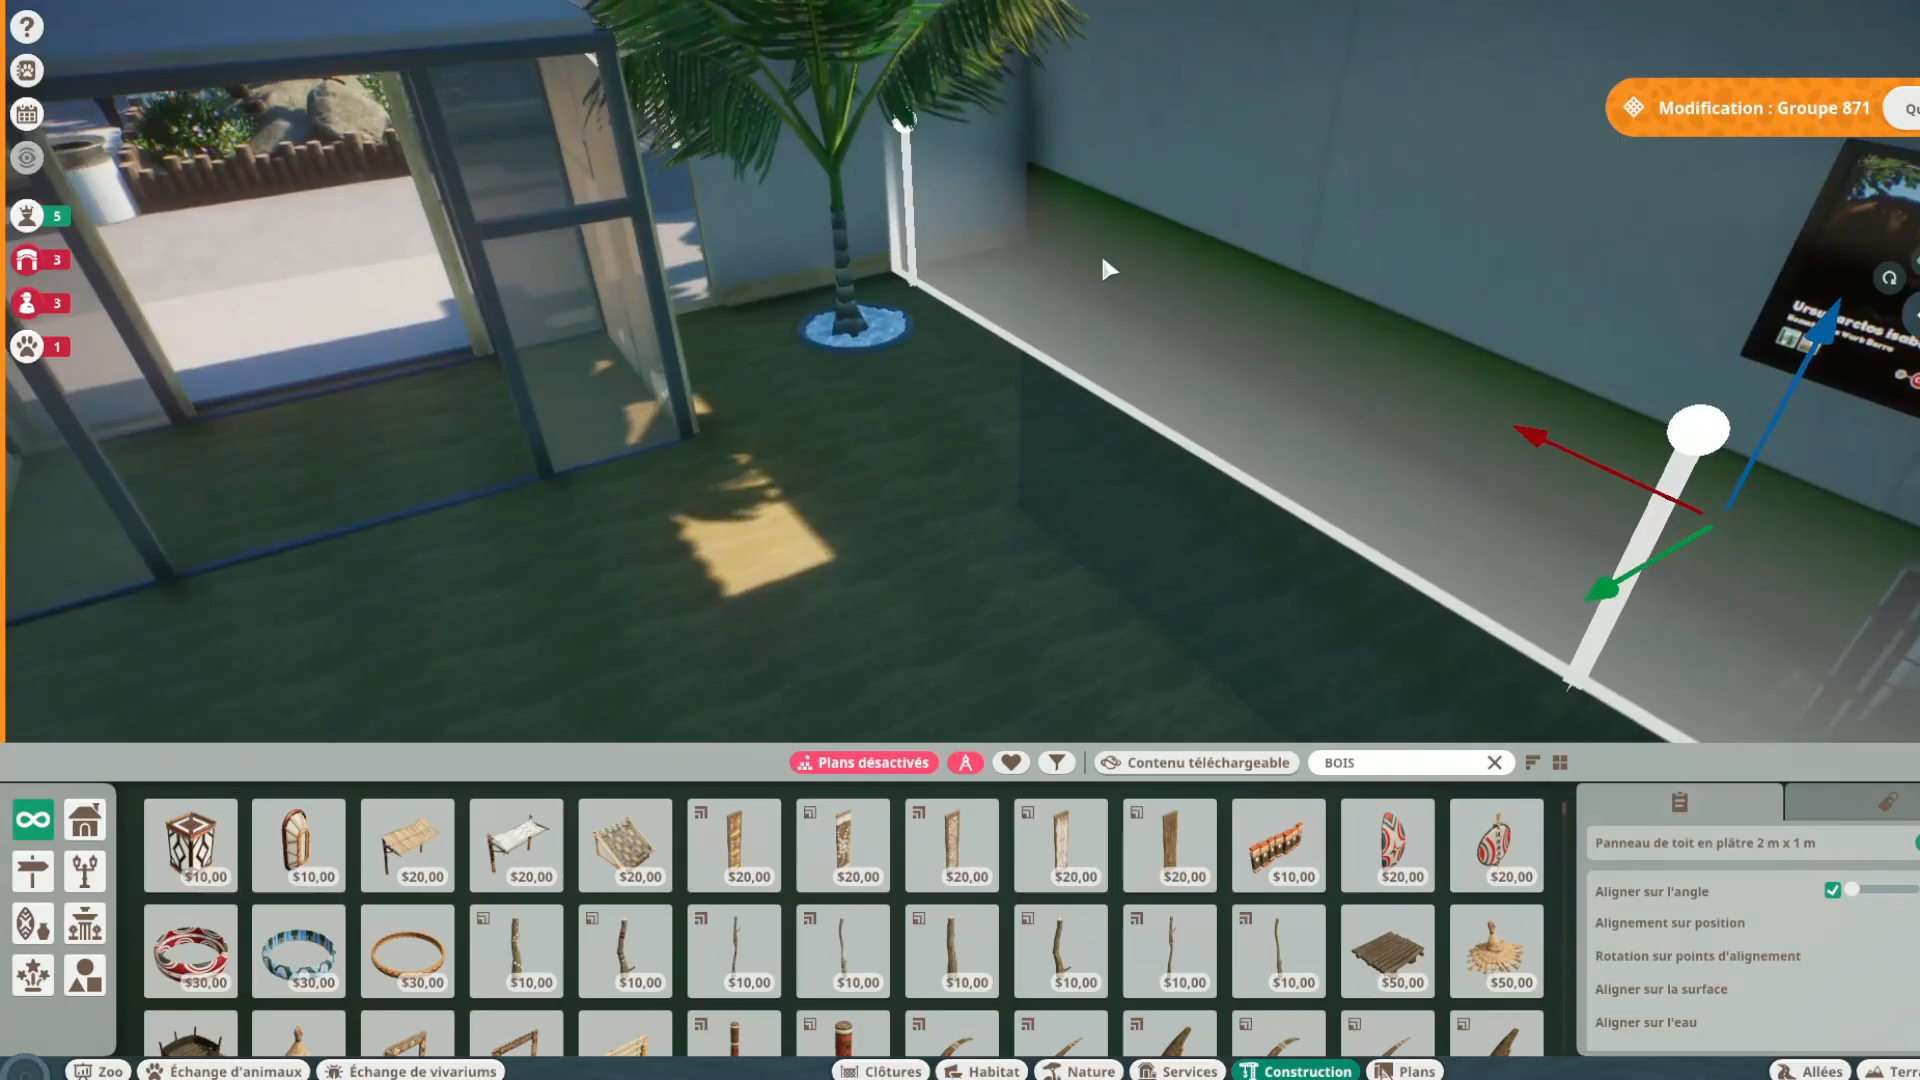 ?
Modification : Groupe 871
5
3
3
1
Plans désactivés
Contenu téléchargeable
BOIS
$10,00
$10,00
$20,00
$20,00
$20,00
$20,00
$20,00
$20,00
$20,00
$20,00
$10,00
$20,00
$20,00
$30,00
$30,00
$30,00
$10,00
$10,00
$10,00
$10,00
$10,00
$10,00
$10,00
$10,00
$50,00
$50,00
Panneau de toit en plâtre 2 m x 1 m
Aligner sur l'angle
Alignement sur position
Rotation sur points d'alignement
Aligner sur la surface
Aligner sur l'eau
Zoo
Échange d'animaux
Échange de vivariums
Clôtures
Habitat
Nature
Services
Construction
Plans
Allées